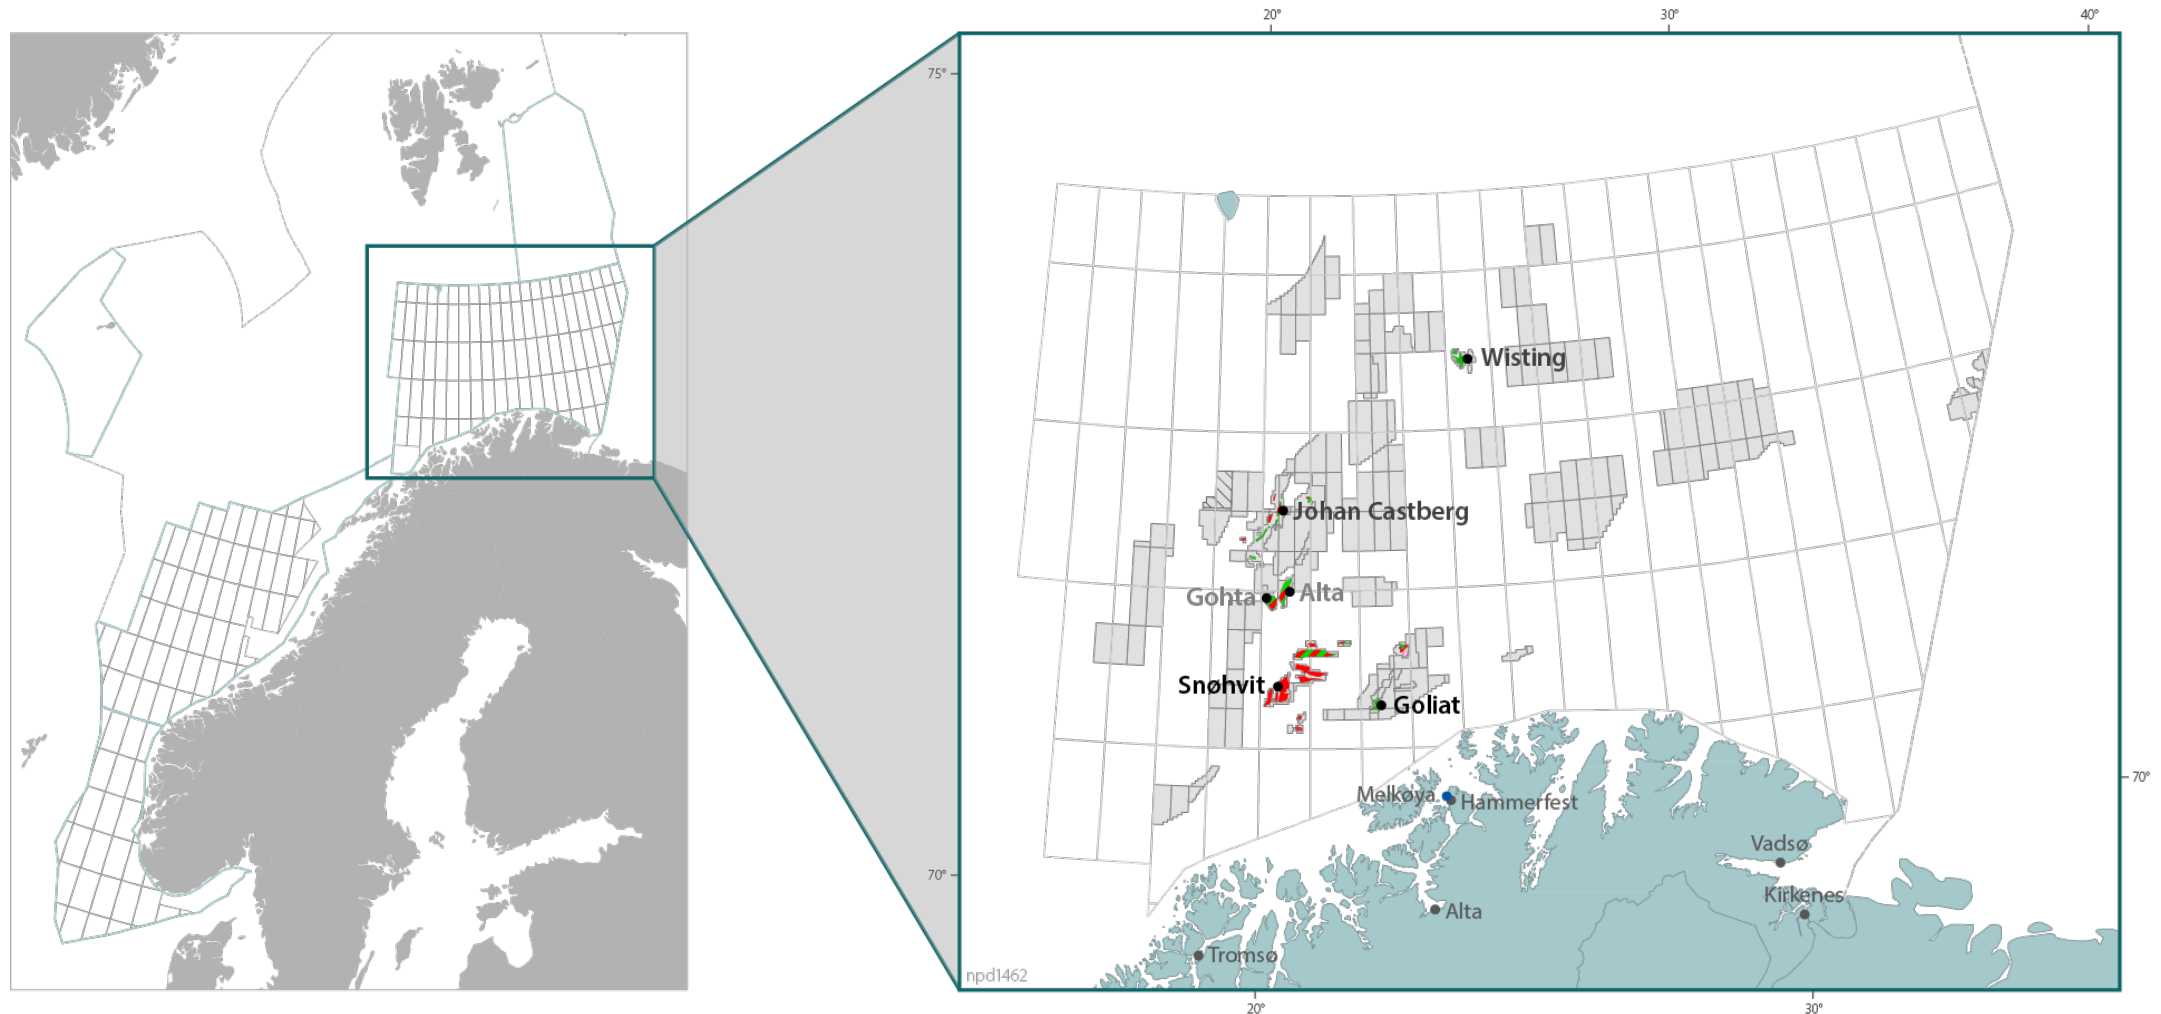 20°
30°
40°
75°
Wisting
Johan Castberg
Gohta
Alta
Snøhvit
Goliat
70°
Melkøya
Hammerfest
Vadsø
70°
Kirkenes
Alta
Tromsø
npd1462
20°
30°